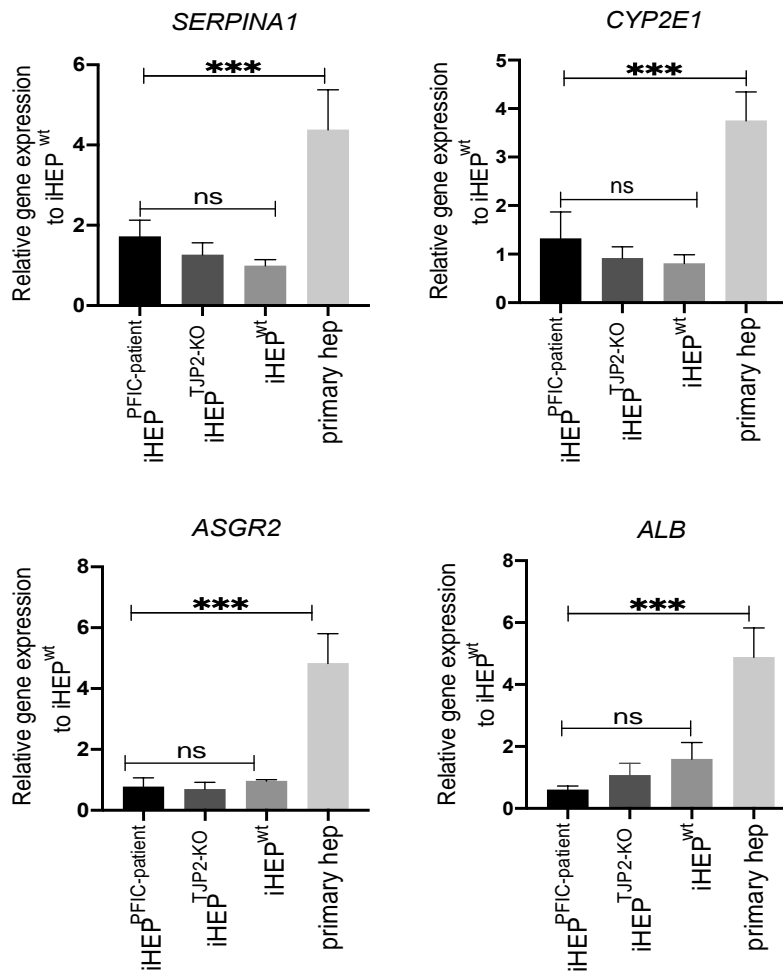 SERPINA1
Relative gene expression
to iHEP^wt
6
4
2
0
***
ns
iHEP^PFIC-patient
iHEP^TJP2-KO
iHEP^wt
primary hep
CYP2E1
Relative gene expression
to iHEP^wt
5
4
3
2
1
0
***
ns
iHEP^PFIC-patient
iHEP^TJP2-KO
iHEP^wt
primary hep
ASGR2
Relative gene expression
to iHEP^wt
8
6
4
2
0
***
ns
iHEP^PFIC-patient
iHEP^TJP2-KO
iHEP^wt
primary hep
ALB
Relative gene expression
to iHEP^wt
8
6
4
2
0
***
ns
iHEP^PFIC-patient
iHEP^TJP2-KO
iHEP^wt
primary hep